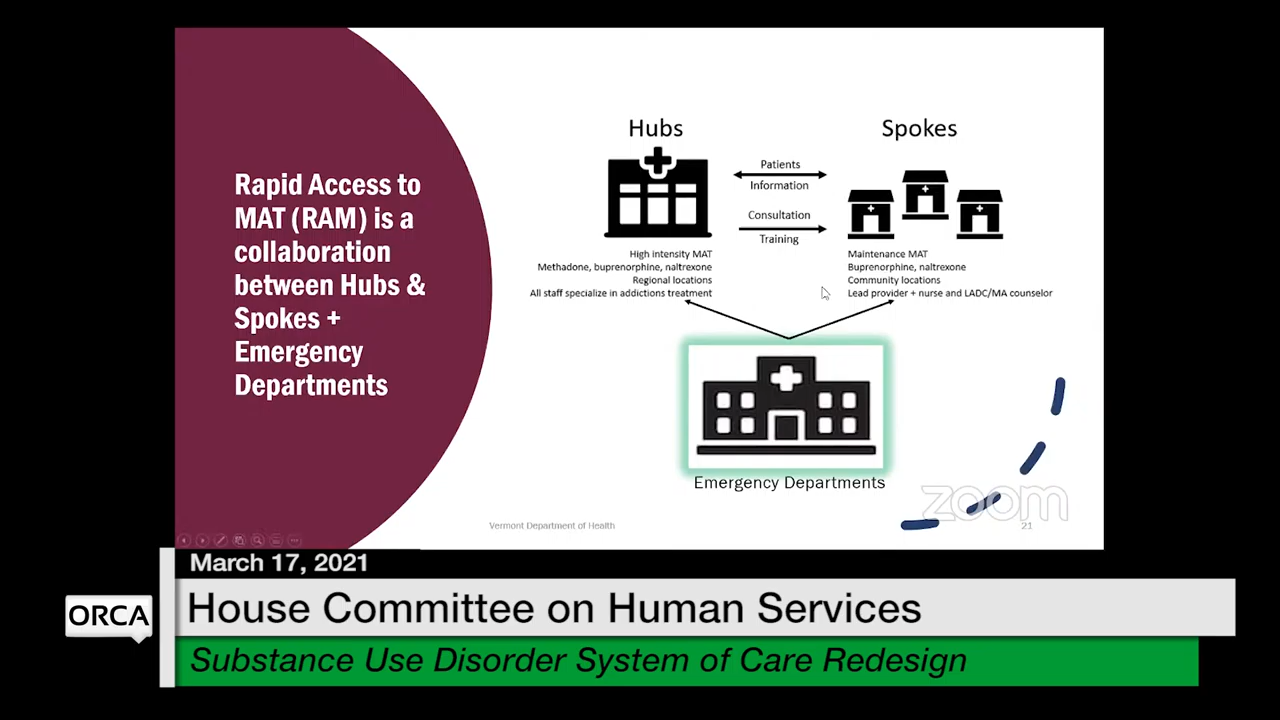 Rapid Access to
MAT (RAM) is a
collaboration
between Hubs &
Spokes +
Emergency
Departments
Hubs
Spokes
Patients
Information
Consultation
Training
High intensity MAT
Methadone, buprenorphine, naltrexone
Regional locations
All staff specialize in addictions treatment
Maintenance MAT
Buprenorphine, naltrexone
Community locations
Lead provider + nurse and LADC/MA counselor
Emergency Departments
zoom
Vermont Department of Health
21
March 17, 2021
ORCA
House Committee on Human Services
Substance Use Disorder System of Care Redesign